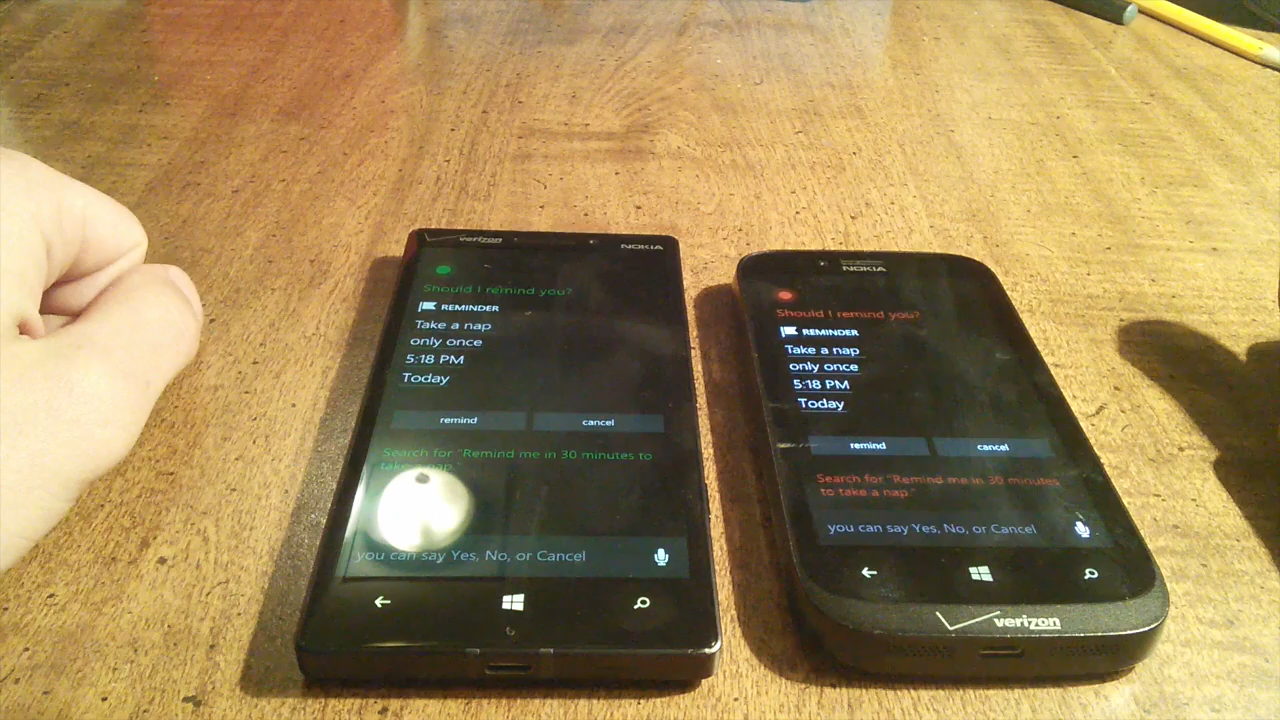 verizon
NOKIA
Should I remind you?
REMINDER
Take a nap
only once
5:18 PM
Today
remind
cancel
Search for "Remind me in 30 minutes to
take a nap."
you can say Yes, No, or Cancel
NOKIA
Should I remind you?
REMINDER
Take a nap
only once
5:18 PM
Today
remind
cancel
Search for "Remind me in 30 minutes
to take a nap."
you can say Yes, No, or Cancel
verizon